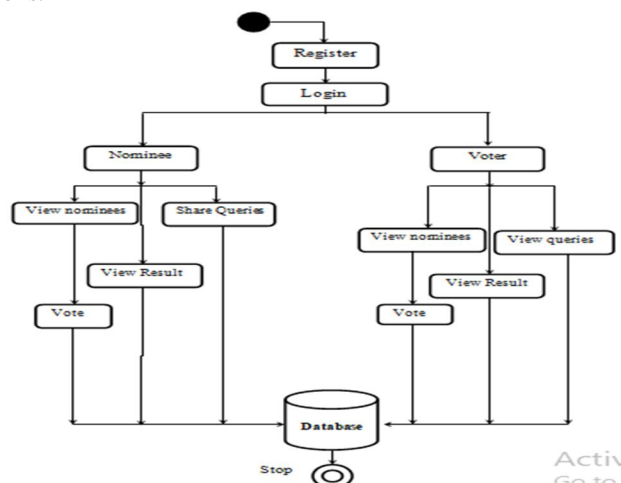 Register
Login
Nominee
Voter
View nominees
Share Queries
View nominees
View queries
View Result
View Result
Vote
Vote
Database
Stop
Activ
Go to